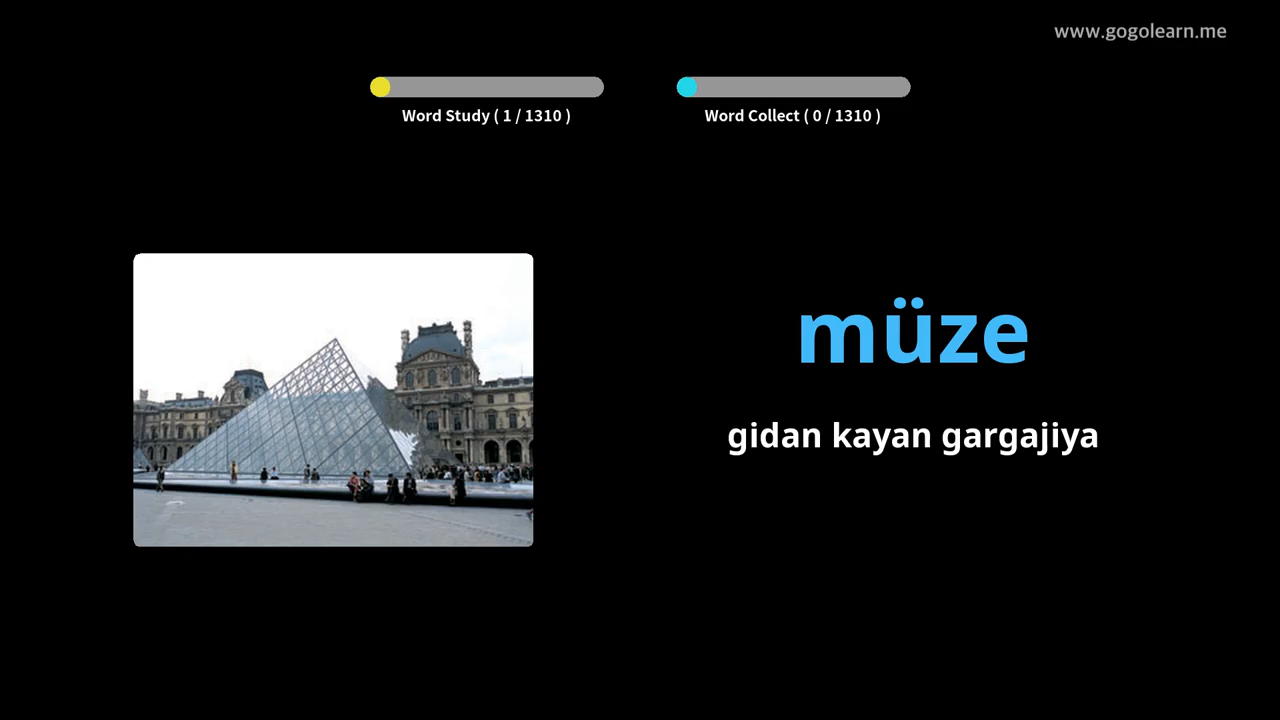 www.gogolearn.me
Word Study ( 1 / 1310 )
Word Collect ( 0 / 1310 )
müze
gidan kayan gargajiya